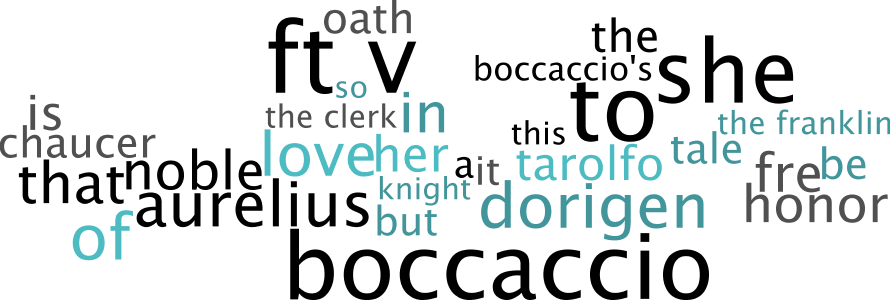 oath
ft v the
boccaccio's she
so
is the clerk in to the franklin
chaucer this
love her tale
that noble a it tarolfo fre be
aurelius knight dorigen honor
of but
boccaccio